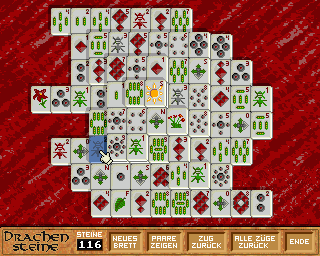 Drachen
Steine
STEINE
116
NEUES
BRETT
PAARE
ZEIGEN
ZUG
ZURÜCK
ALLE ZÜGE
ZURÜCK
ENDE